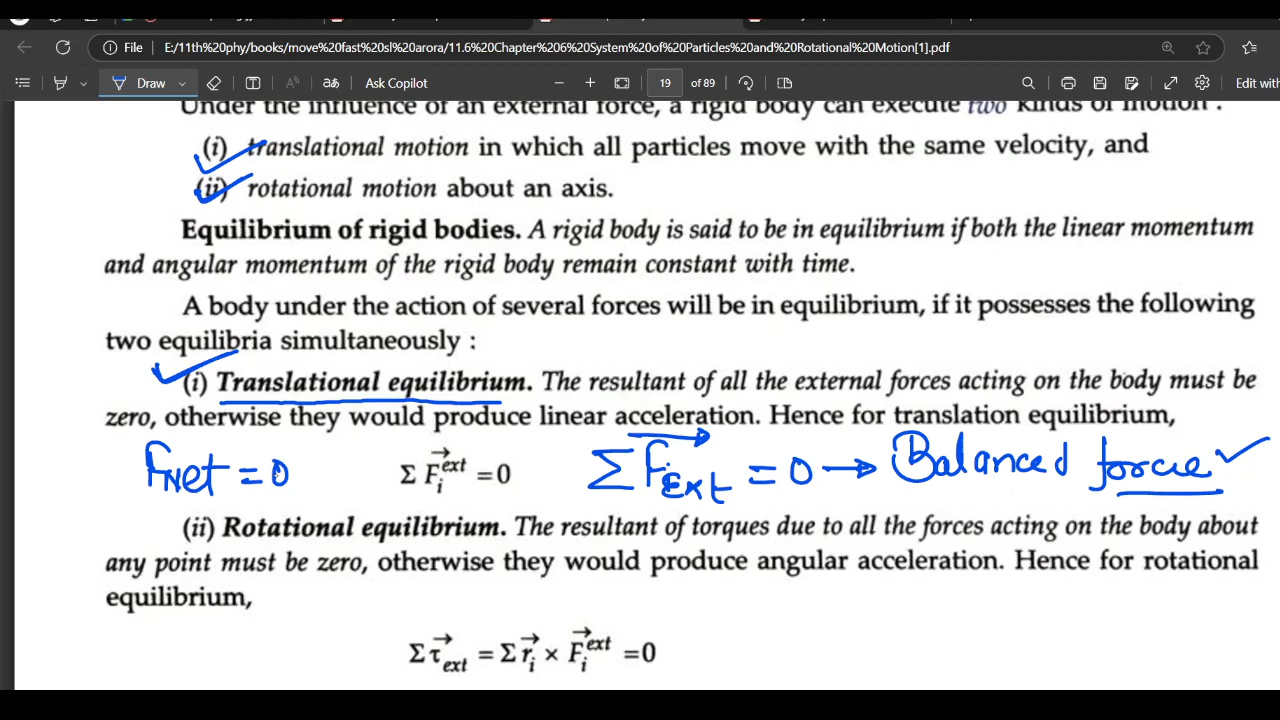 File E:/11th%20phy/books/move%20fast%20sl%20arora/11.6%20Chapter%206%20System%20of%20Particles%20and%20Rotational%20Motion[1].pdf
Draw aあ Ask Copilot 19 of 89 Edit with
Under the influence of an external force, a rigid body can execute two kinds of motion :
(i) translational motion in which all particles move with the same velocity, and
(ii) rotational motion about an axis.
Equilibrium of rigid bodies. A rigid body is said to be in equilibrium if both the linear momentum
and angular momentum of the rigid body remain constant with time.
A body under the action of several forces will be in equilibrium, if it possesses the following
two equilibria simultaneously :
(i) Translational equilibrium. The resultant of all the external forces acting on the body must be
zero, otherwise they would produce linear acceleration. Hence for translation equilibrium,
FNet = 0 Σ F⃗ᵢᵉˣᵗ = 0 Σ F⃗Ext = 0 → Balanced force
(ii) Rotational equilibrium. The resultant of torques due to all the forces acting on the body about
any point must be zero, otherwise they would produce angular acceleration. Hence for rotational
equilibrium,
Σ τ⃗ext = Σ r⃗ᵢ × F⃗ᵢᵉˣᵗ = 0